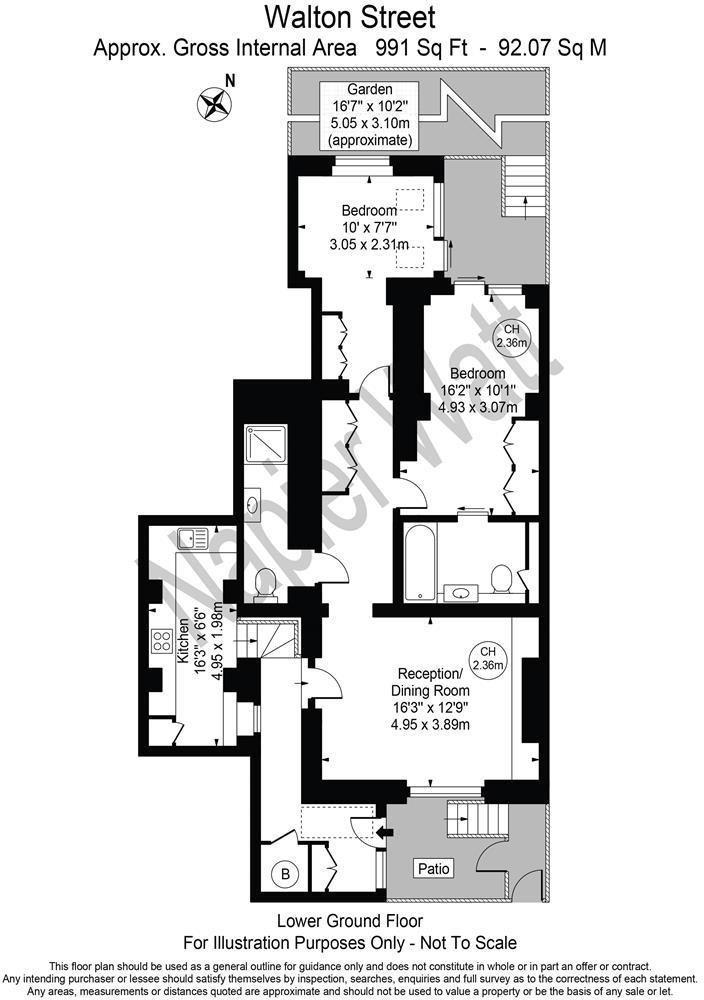 Walton Street
Approx. Gross Internal Area 991 Sq Ft - 92.07 Sq M
N
Garden
16'7" x 10'2"
5.05 x 3.10m
(approximate)
Bedroom
10' x 7'7"
3.05 x 2.31m
CH
2.36m
Bedroom
16'2" x 10'1"
4.93 x 3.07m
Napier Watt
Kitchen
16'3" x 6'6"
4.95 x 1.98m
CH
2.36m
Reception/
Dining Room
16'3" x 12'9"
4.95 x 3.89m
B
Patio
Lower Ground Floor
For Illustration Purposes Only - Not To Scale
This floor plan should be used as a general outline for guidance only and does not constitute in whole or in part an offer or contract.
Any intending purchaser or lessee should satisfy themselves by inspection, searches, enquiries and full survey as to the correctness of each statement.
Any areas, measurements or distances quoted are approximate and should not be used to value a property or be the basis of any sale or let.